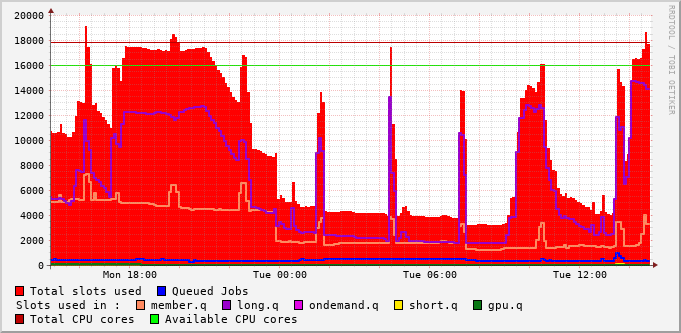 20000
18000
16000
14000
12000
10000
8000
6000
4000
2000
0
Mon 18:00 Tue 00:00 Tue 06:00 Tue 12:00
RRDTOOL / TOBI OETIKER
Total slots used Queued Jobs
Slots used in : member.q long.q ondemand.q short.q gpu.q
Total CPU cores Available CPU cores